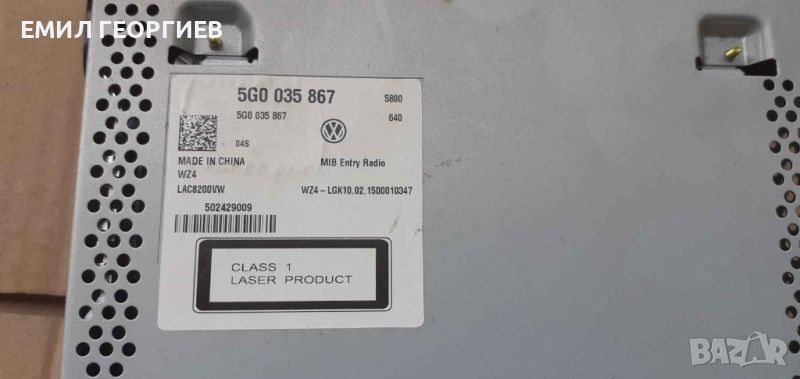 ЕМИЛ ГЕОРГИЕВ
5G0 035 867
5800
5G0 035 867
640
04S
MADE IN CHINA
MIB Entry Radio
WZ4
LAC8200VW
WZ4-LGK10.02.1500010347
502429009
CLASS 1
LASER PRODUCT
BAZAR